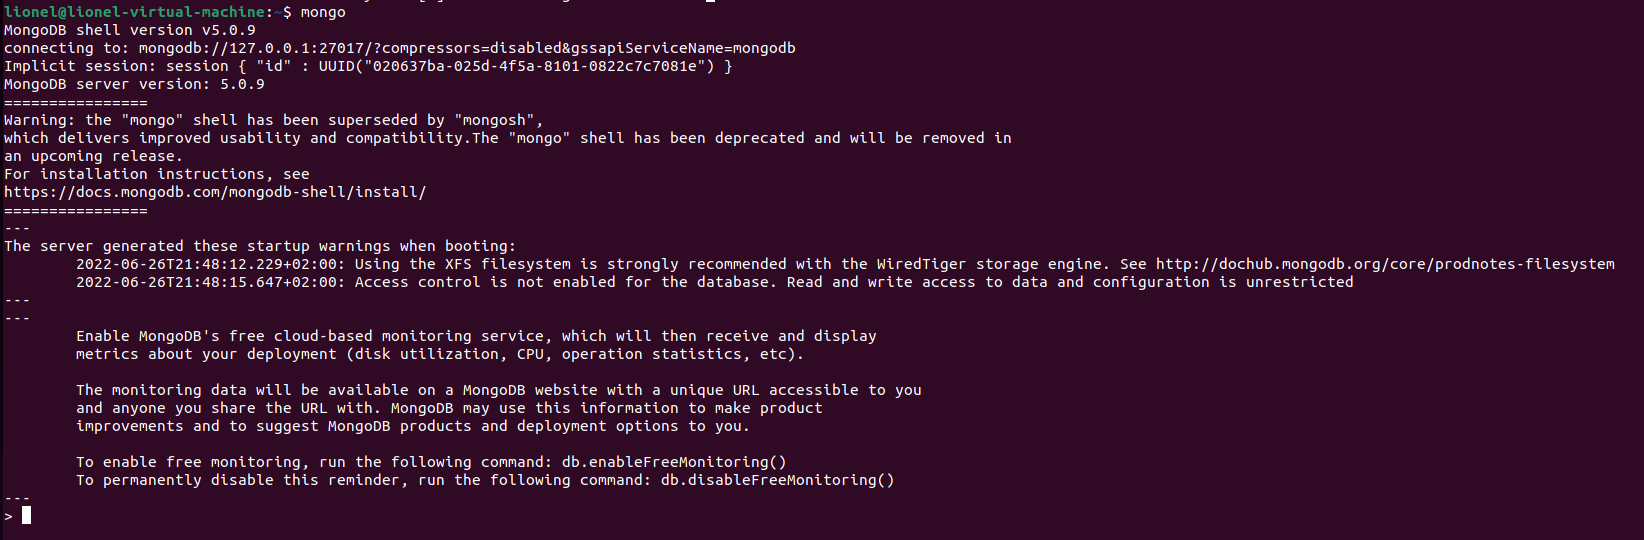 lionel@lionel-virtual-machine:~$ mongo
MongoDB shell version v5.0.9
connecting to: mongodb://127.0.0.1:27017/?compressors=disabled&gssapiServiceName=mongodb
Implicit session: session { "id" : UUID("020637ba-025d-4f5a-8101-0822c7c7081e") }
MongoDB server version: 5.0.9
================
Warning: the "mongo" shell has been superseded by "mongosh",
which delivers improved usability and compatibility.The "mongo" shell has been deprecated and will be removed in
an upcoming release.
For installation instructions, see
https://docs.mongodb.com/mongodb-shell/install/
================
---
The server generated these startup warnings when booting:
2022-06-26T21:48:12.229+02:00: Using the XFS filesystem is strongly recommended with the WiredTiger storage engine. See http://dochub.mongodb.org/core/prodnotes-filesystem
2022-06-26T21:48:15.647+02:00: Access control is not enabled for the database. Read and write access to data and configuration is unrestricted
---
---
Enable MongoDB's free cloud-based monitoring service, which will then receive and display
metrics about your deployment (disk utilization, CPU, operation statistics, etc).
The monitoring data will be available on a MongoDB website with a unique URL accessible to you
and anyone you share the URL with. MongoDB may use this information to make product
improvements and to suggest MongoDB products and deployment options to you.
To enable free monitoring, run the following command: db.enableFreeMonitoring()
To permanently disable this reminder, run the following command: db.disableFreeMonitoring()
---
>